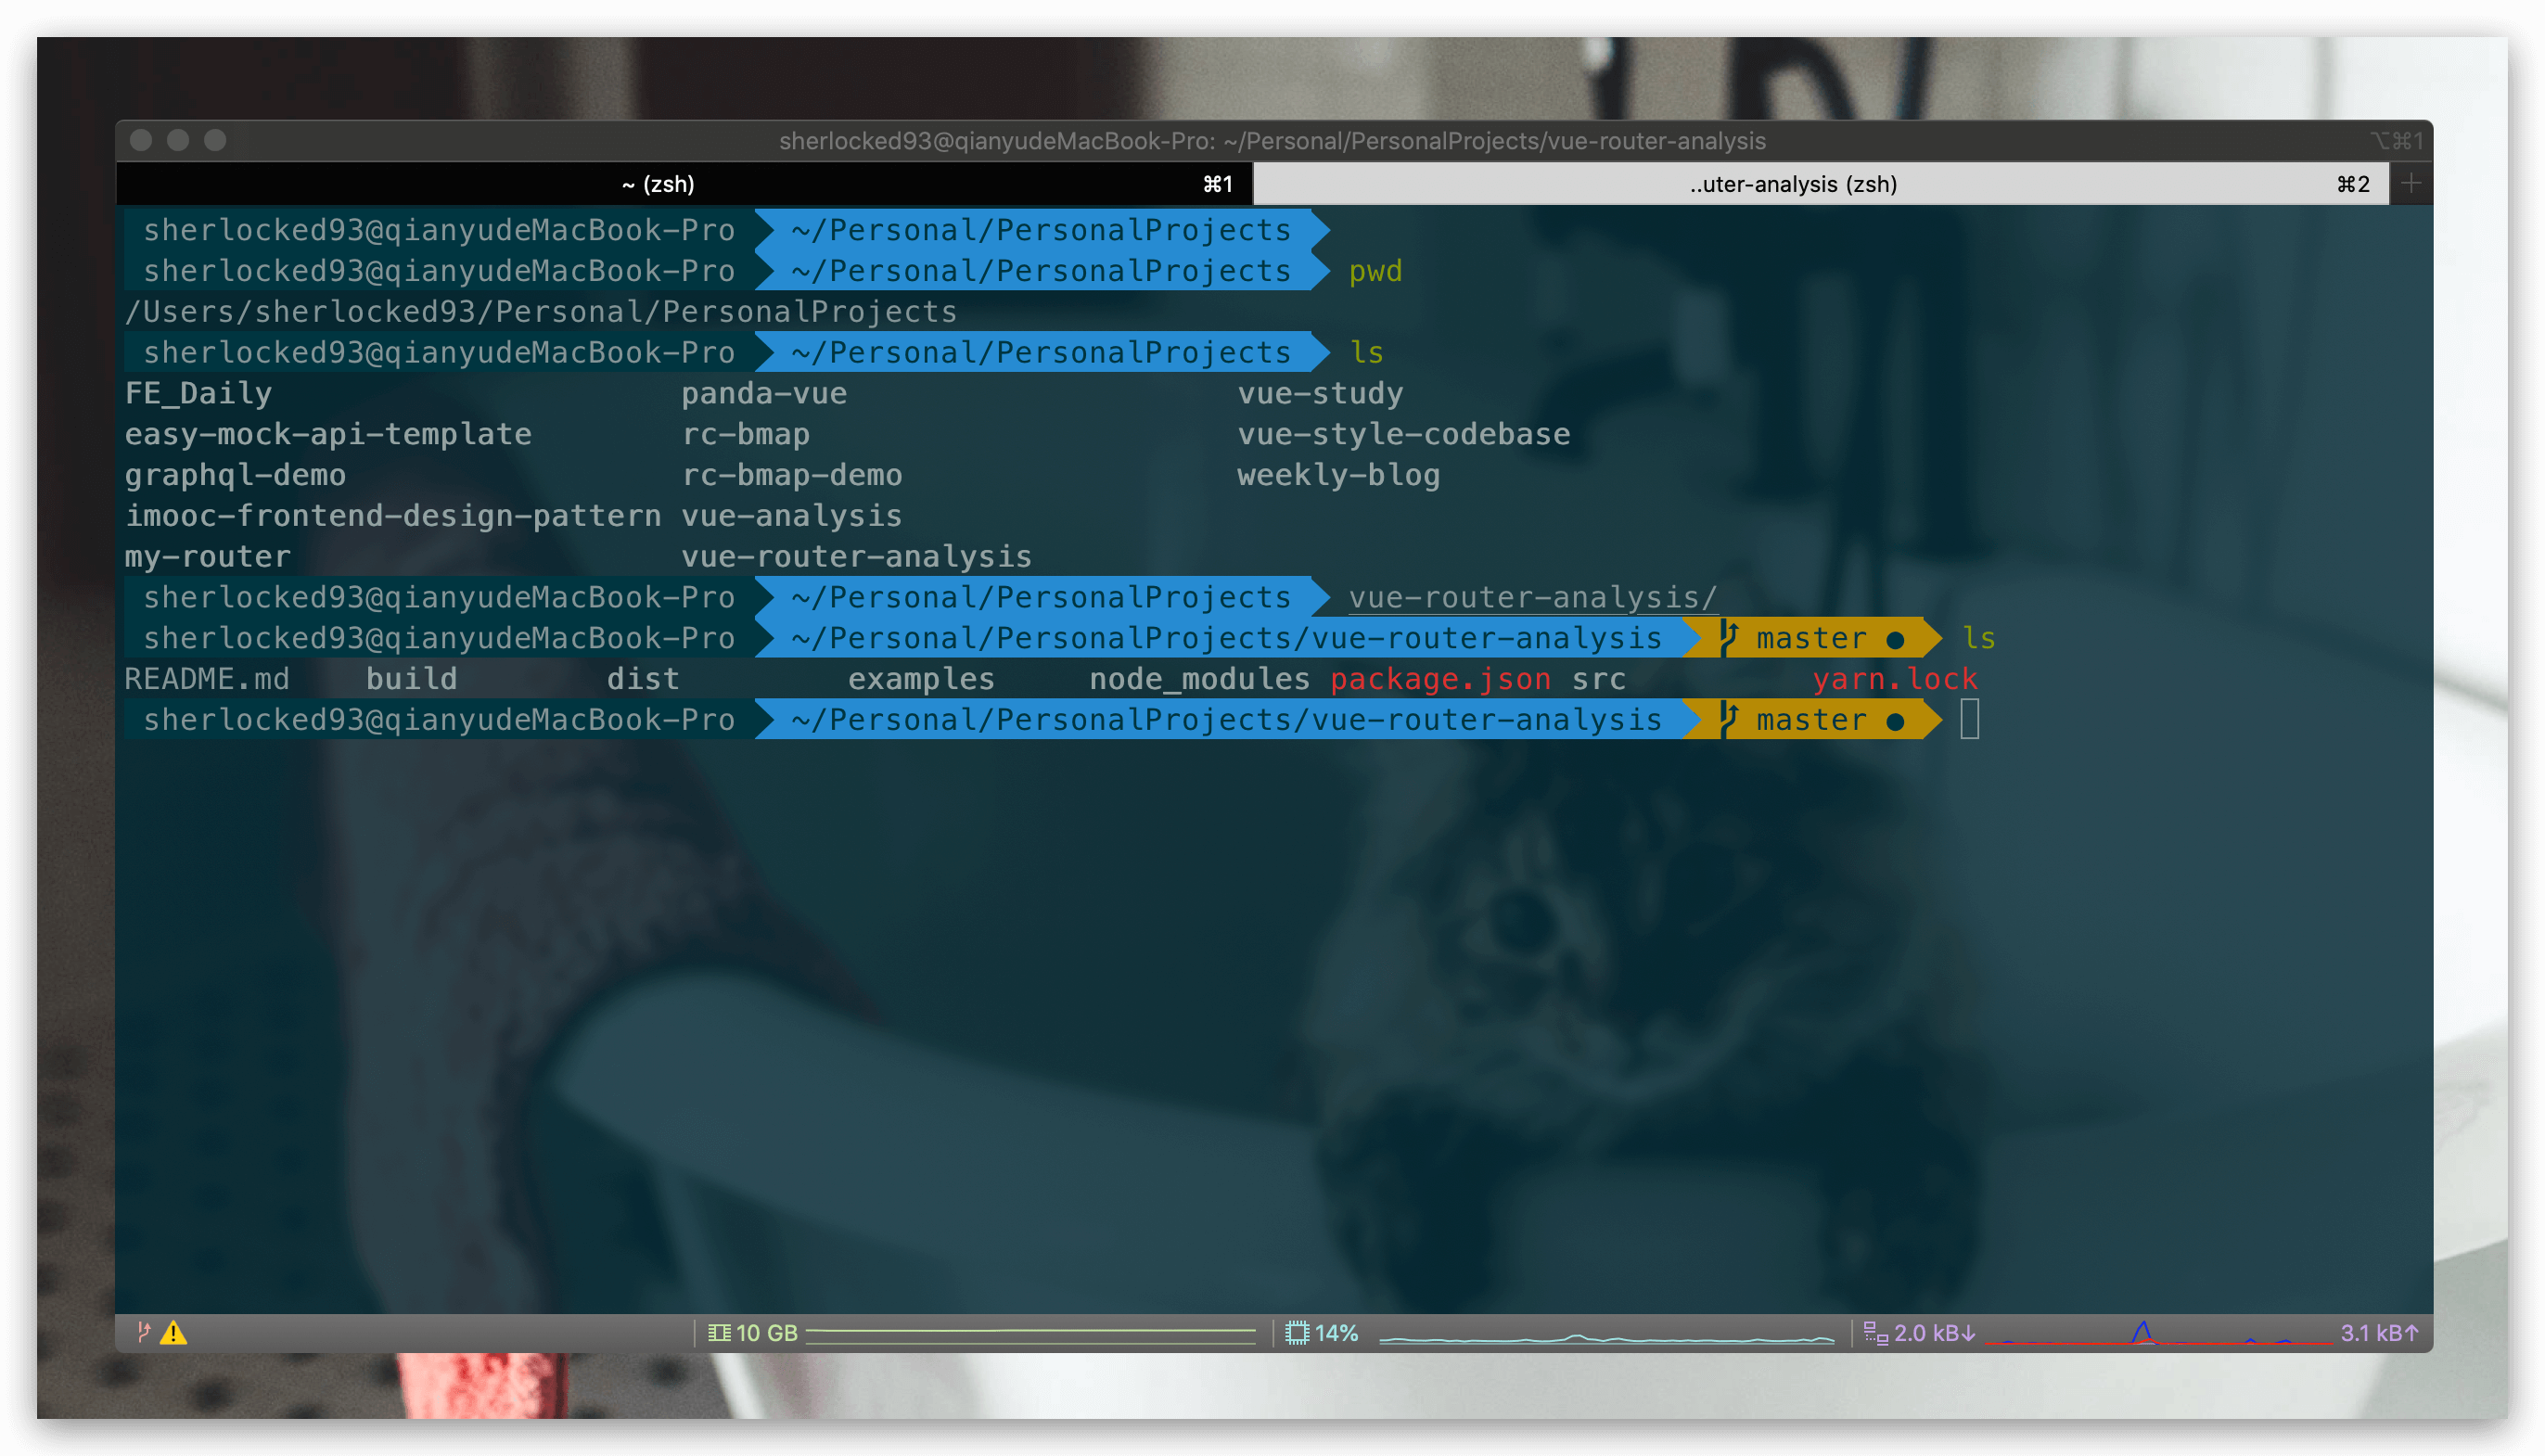 sherlocked93@qianyudeMacBook-Pro: ~/Personal/PersonalProjects/vue-router-analysis ⌥⌘1
~ (zsh) ⌘1 ..uter-analysis (zsh) ⌘2 +
sherlocked93@qianyudeMacBook-Pro ~/Personal/PersonalProjects
sherlocked93@qianyudeMacBook-Pro ~/Personal/PersonalProjects pwd
/Users/sherlocked93/Personal/PersonalProjects
sherlocked93@qianyudeMacBook-Pro ~/Personal/PersonalProjects ls
FE_Daily panda-vue vue-study
easy-mock-api-template rc-bmap vue-style-codebase
graphql-demo rc-bmap-demo weekly-blog
imooc-frontend-design-pattern vue-analysis
my-router vue-router-analysis
sherlocked93@qianyudeMacBook-Pro ~/Personal/PersonalProjects vue-router-analysis/
sherlocked93@qianyudeMacBook-Pro ~/Personal/PersonalProjects/vue-router-analysis master ● ls
README.md build dist examples node_modules package.json src yarn.lock
sherlocked93@qianyudeMacBook-Pro ~/Personal/PersonalProjects/vue-router-analysis master ●
10 GB 14% 2.0 kB↓ 3.1 kB↑